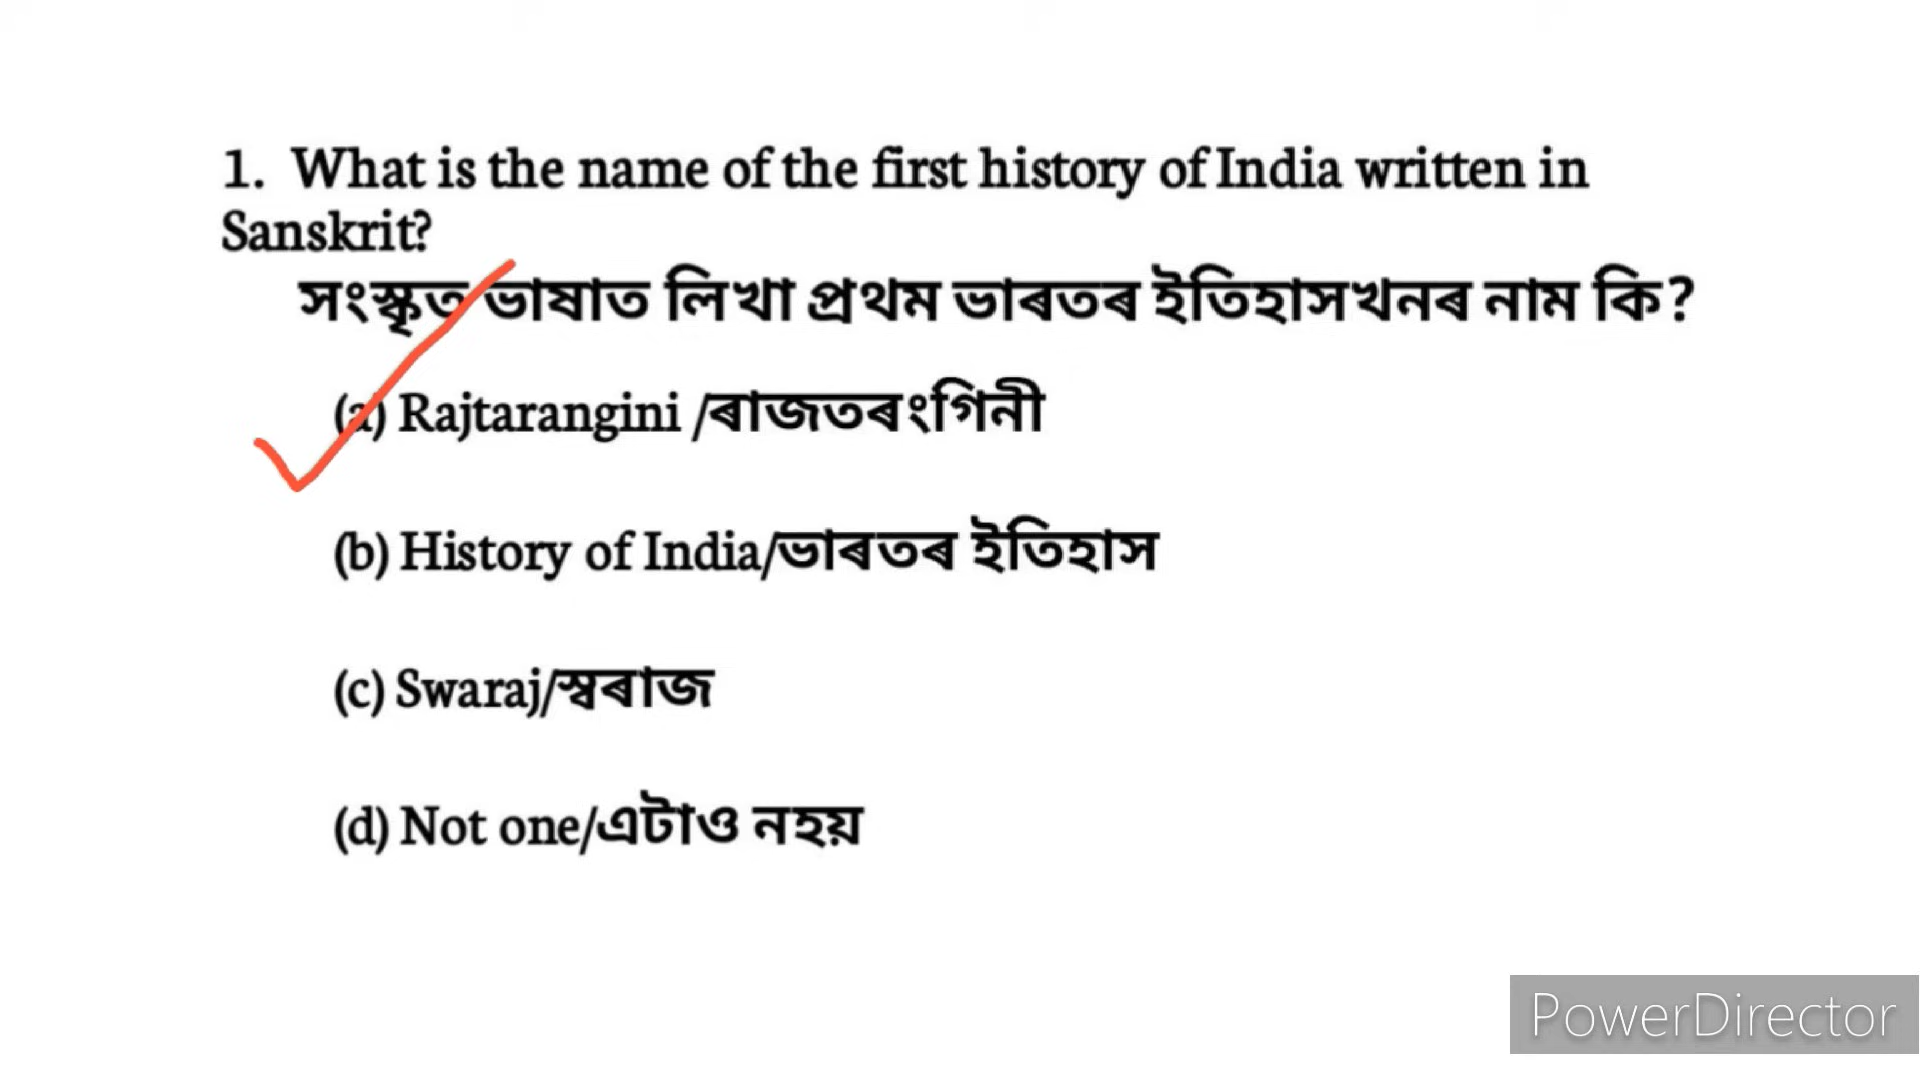 1. What is the name of the first history of India written in
Sanskrit?
সংস্কৃত ভাষাত লিখা প্ৰথম ভাৰতৰ ইতিহাসখনৰ নাম কি?
(a) Rajtarangini /ৰাজতৰংগিনী
(b) History of India/ভাৰতৰ ইতিহাস
(c) Swaraj/স্বৰাজ
(d) Not one/এটাও নহয়
PowerDirector